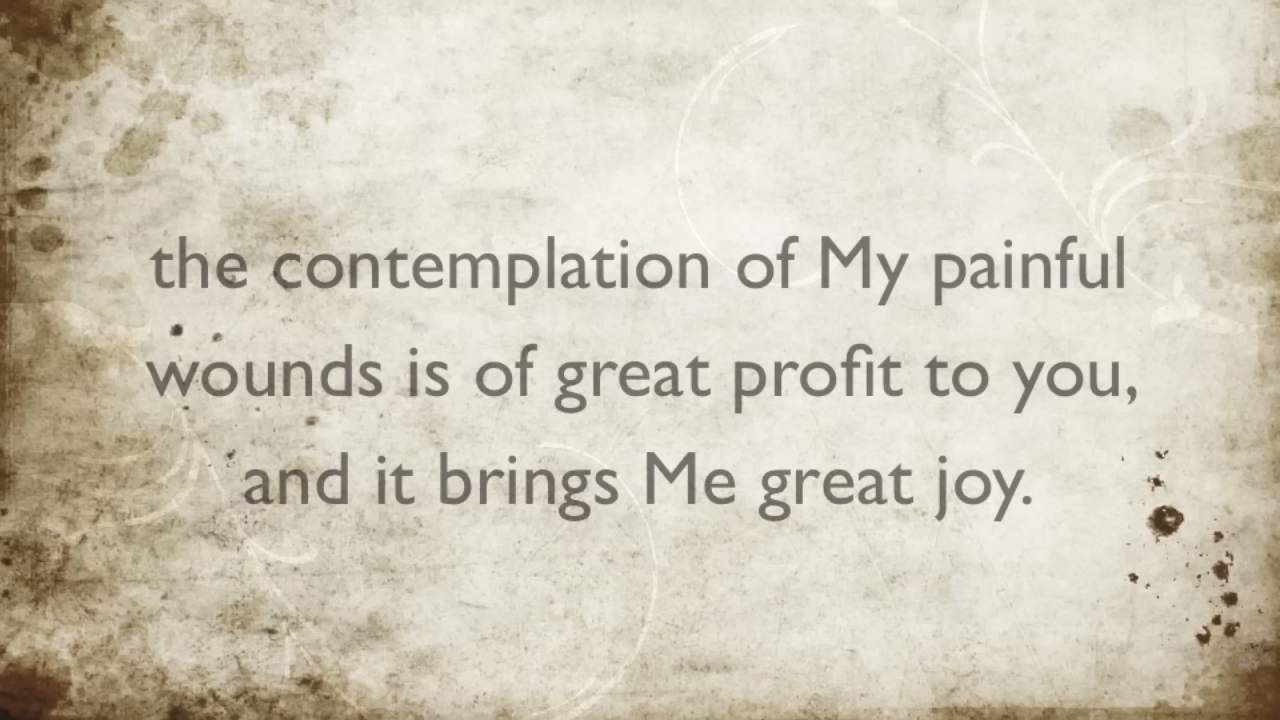 the contemplation of My painful
wounds is of great profit to you,
and it brings Me great joy.